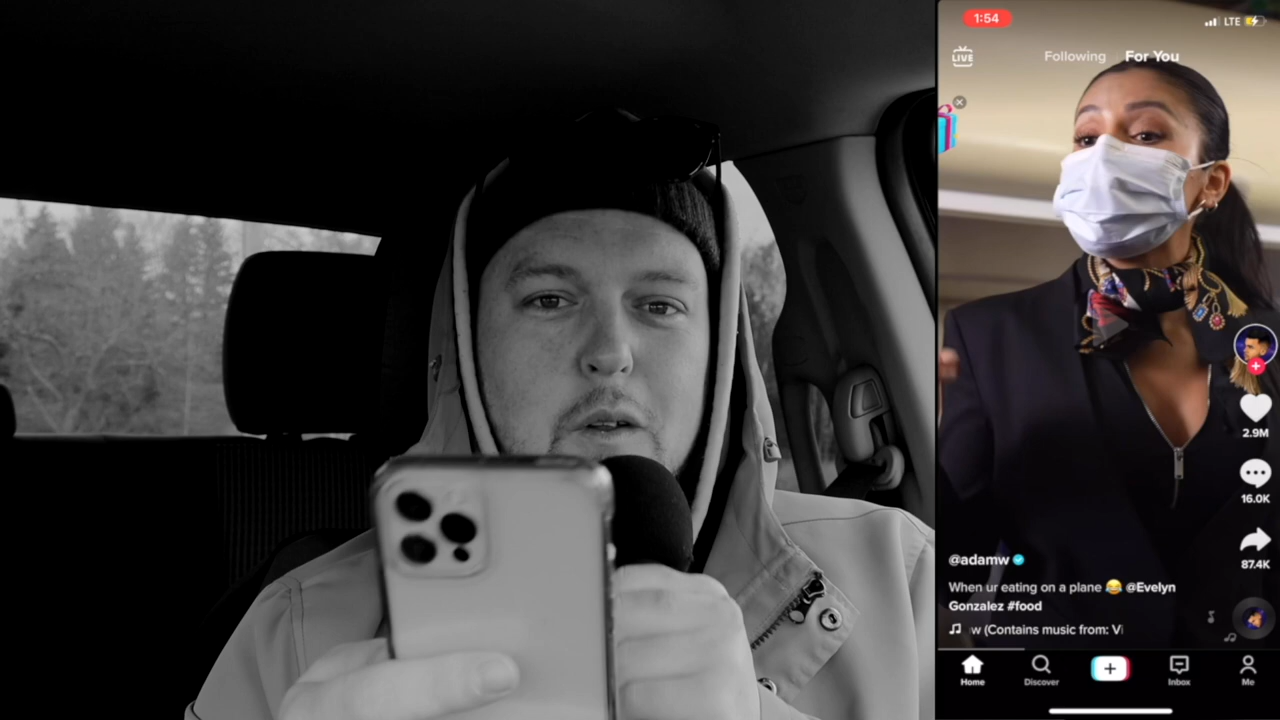 1:54
LTE
LIVE
Following
For You
2.9M
16.0K
87.4K
@adamw
When ur eating on a plane 😂 @Evelyn
Gonzalez #food
w (Contains music from: Vi
Home
Discover
Inbox
Me